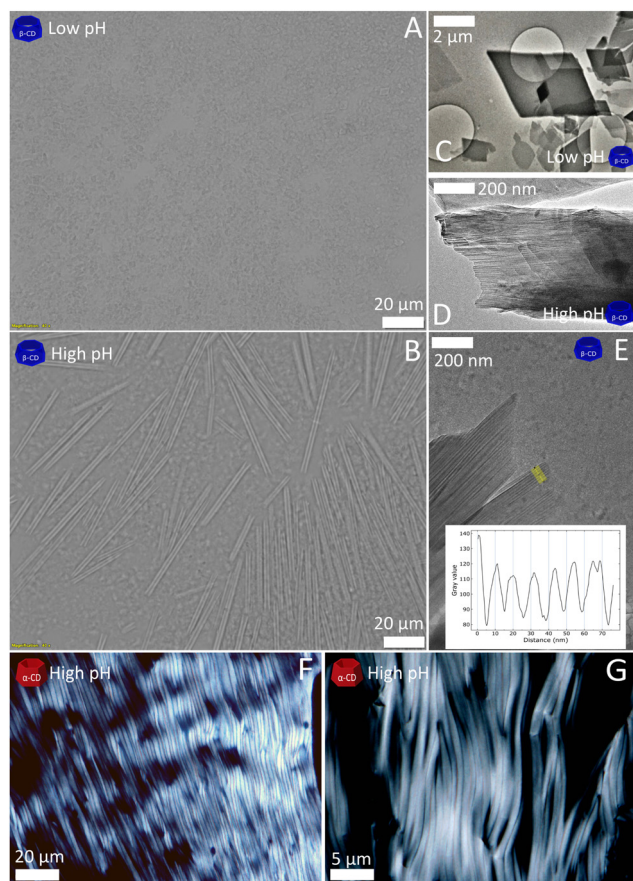 β-CD
Low pH
A
20 µm
2 µm
C
Low pH
β-CD
200 nm
D
High pH
β-CD
β-CD
High pH
B
20 µm
200 nm
β-CD
E
140
130
120
110
100
90
80
Gray value
0 10 20 30 40 50 60 70
Distance (nm)
α-CD
High pH
F
20 µm
α-CD
High pH
G
5 µm